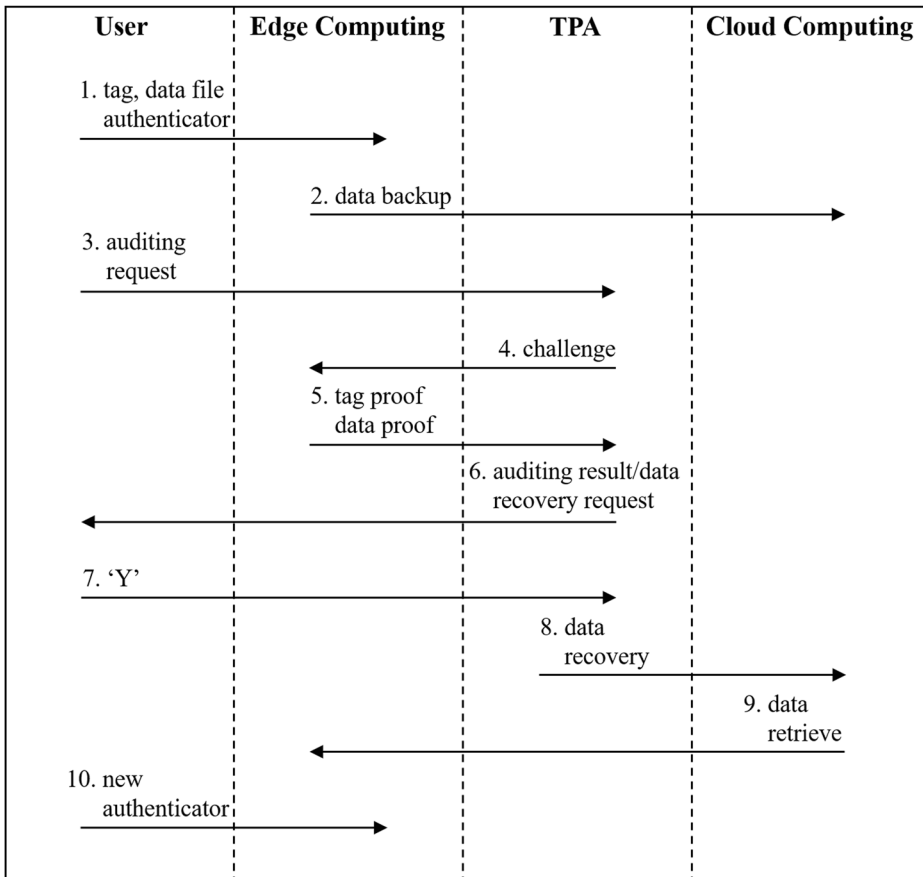 User Edge Computing TPA Cloud Computing
1. tag, data file
authenticator
2. data backup
3. auditing
request
4. challenge
5. tag proof
data proof
6. auditing result/data
recovery request
7. ‘Y’
8. data
recovery
9. data
retrieve
10. new
authenticator